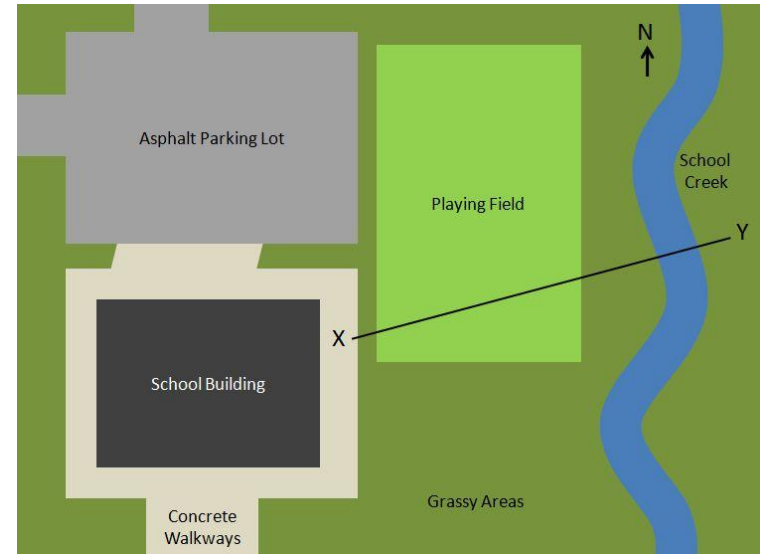 N
Asphalt Parking Lot
School
Creek
Playing Field
Y
X
School Building
Grassy Areas
Concrete
Walkways